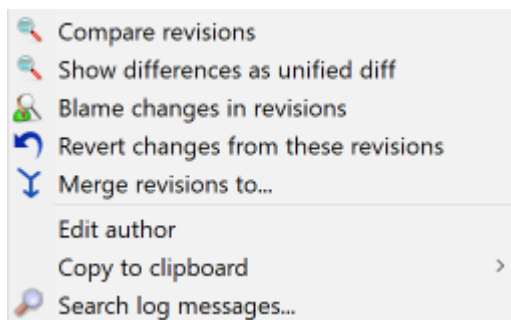 Compare revisions
Show differences as unified diff
Blame changes in revisions
Revert changes from these revisions
Merge revisions to...
Edit author
Copy to clipboard
Search log messages...